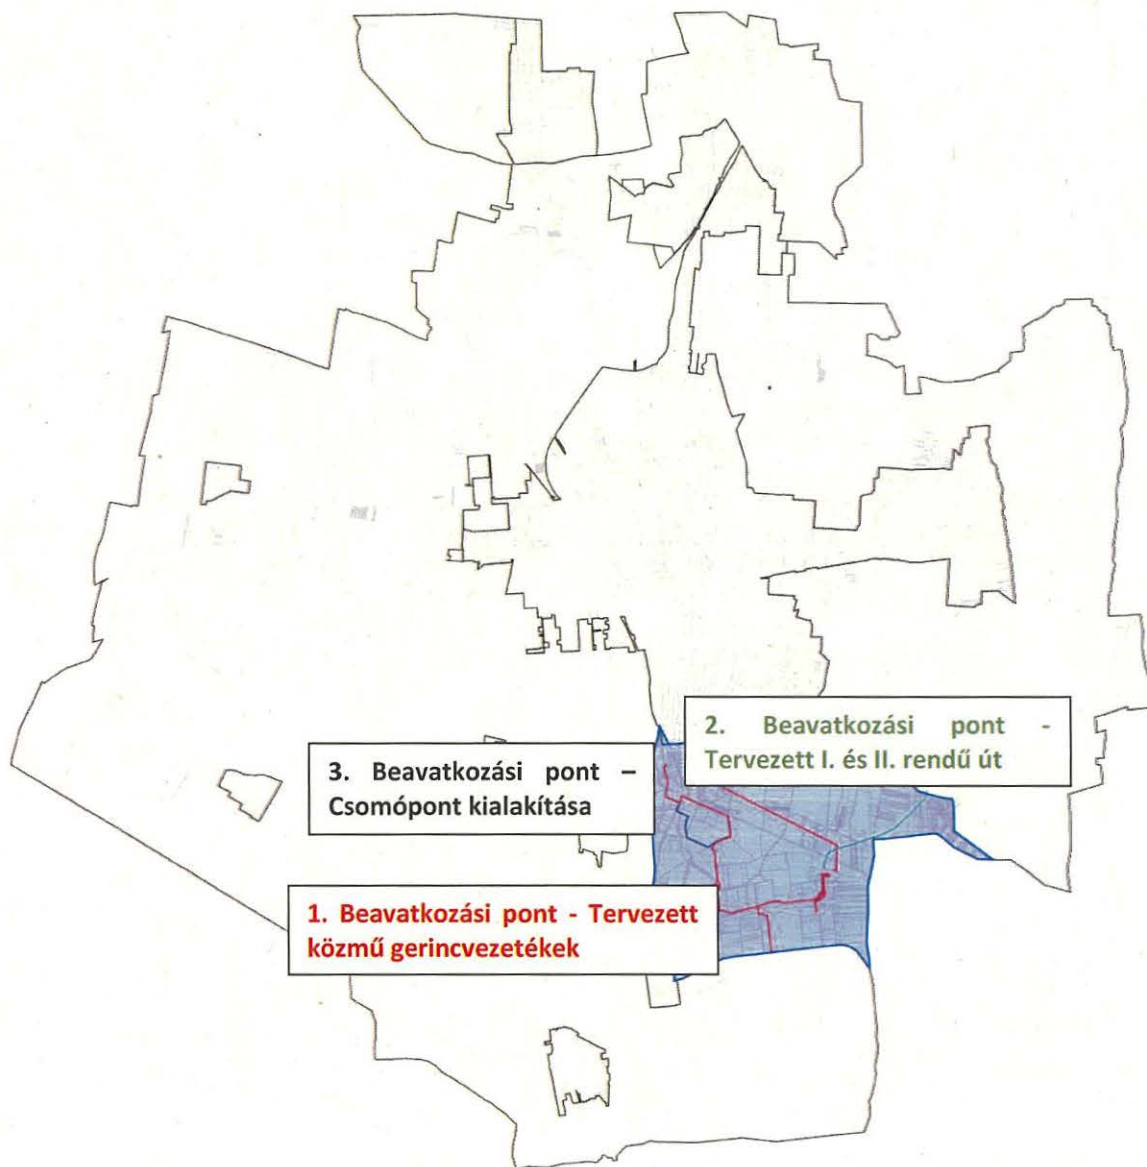 2. Beavatkozási pont -
Tervezett I. és II. rendű út
3. Beavatkozási pont –
Csomópont kialakítása
1. Beavatkozási pont - Tervezett
közmű gerincvezetékek